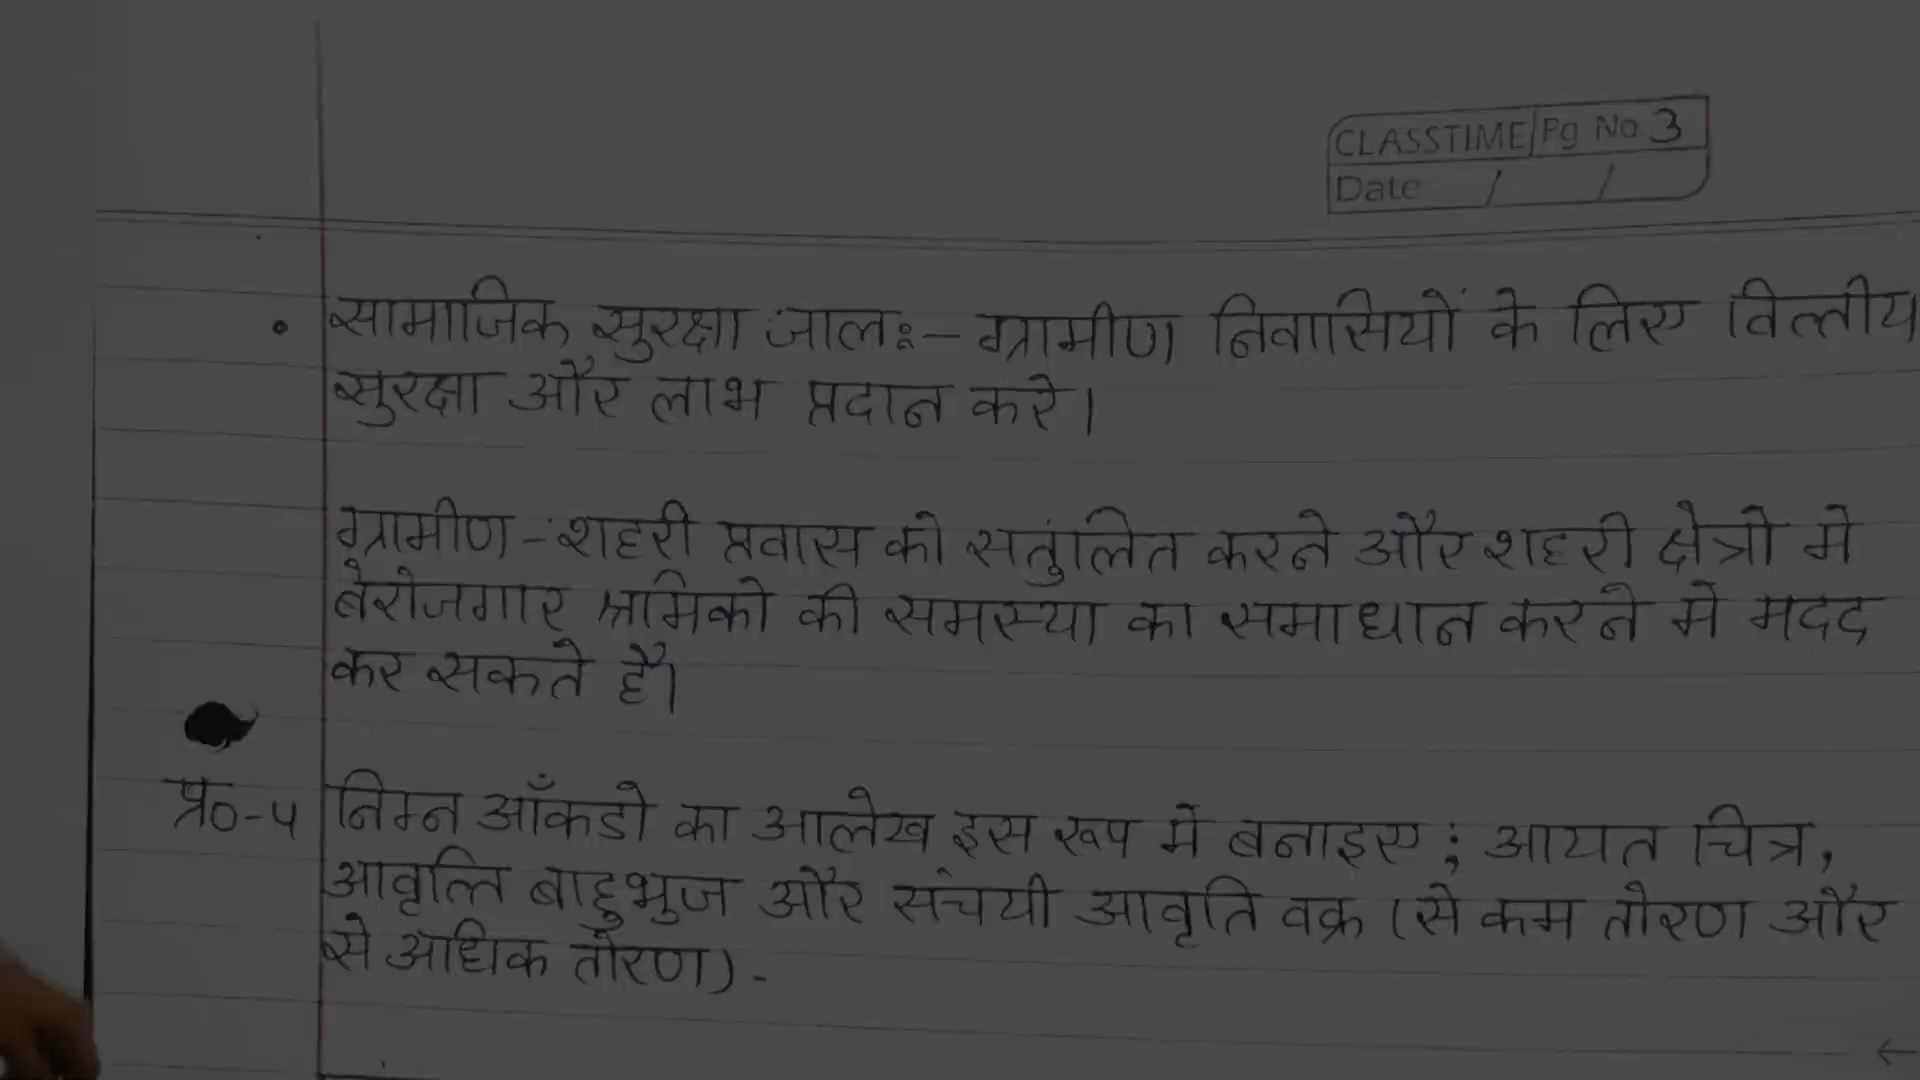 CLASSTIME Pg No. 3
Date / /
• सामाजिक सुरक्षा जाल:- ग्रामीण निवासियों के लिए वित्तीय
सुरक्षा और लाभ प्रदान करे।
ग्रामीण-शहरी प्रवास को सतुंलित करने और शहरी क्षेत्रो मे
बेरोजगार श्रमिको की समस्या का समाधान करने मे मदद
कर सकते हैं।
प्र०-4 निम्न आँकडो का आलेख इस रूप मे बनाइए ; आयत चित्र,
आवृत्ति बाहुभुज और संचयी आवृति वक्र (से कम तोरण और
से अधिक तोरण) -